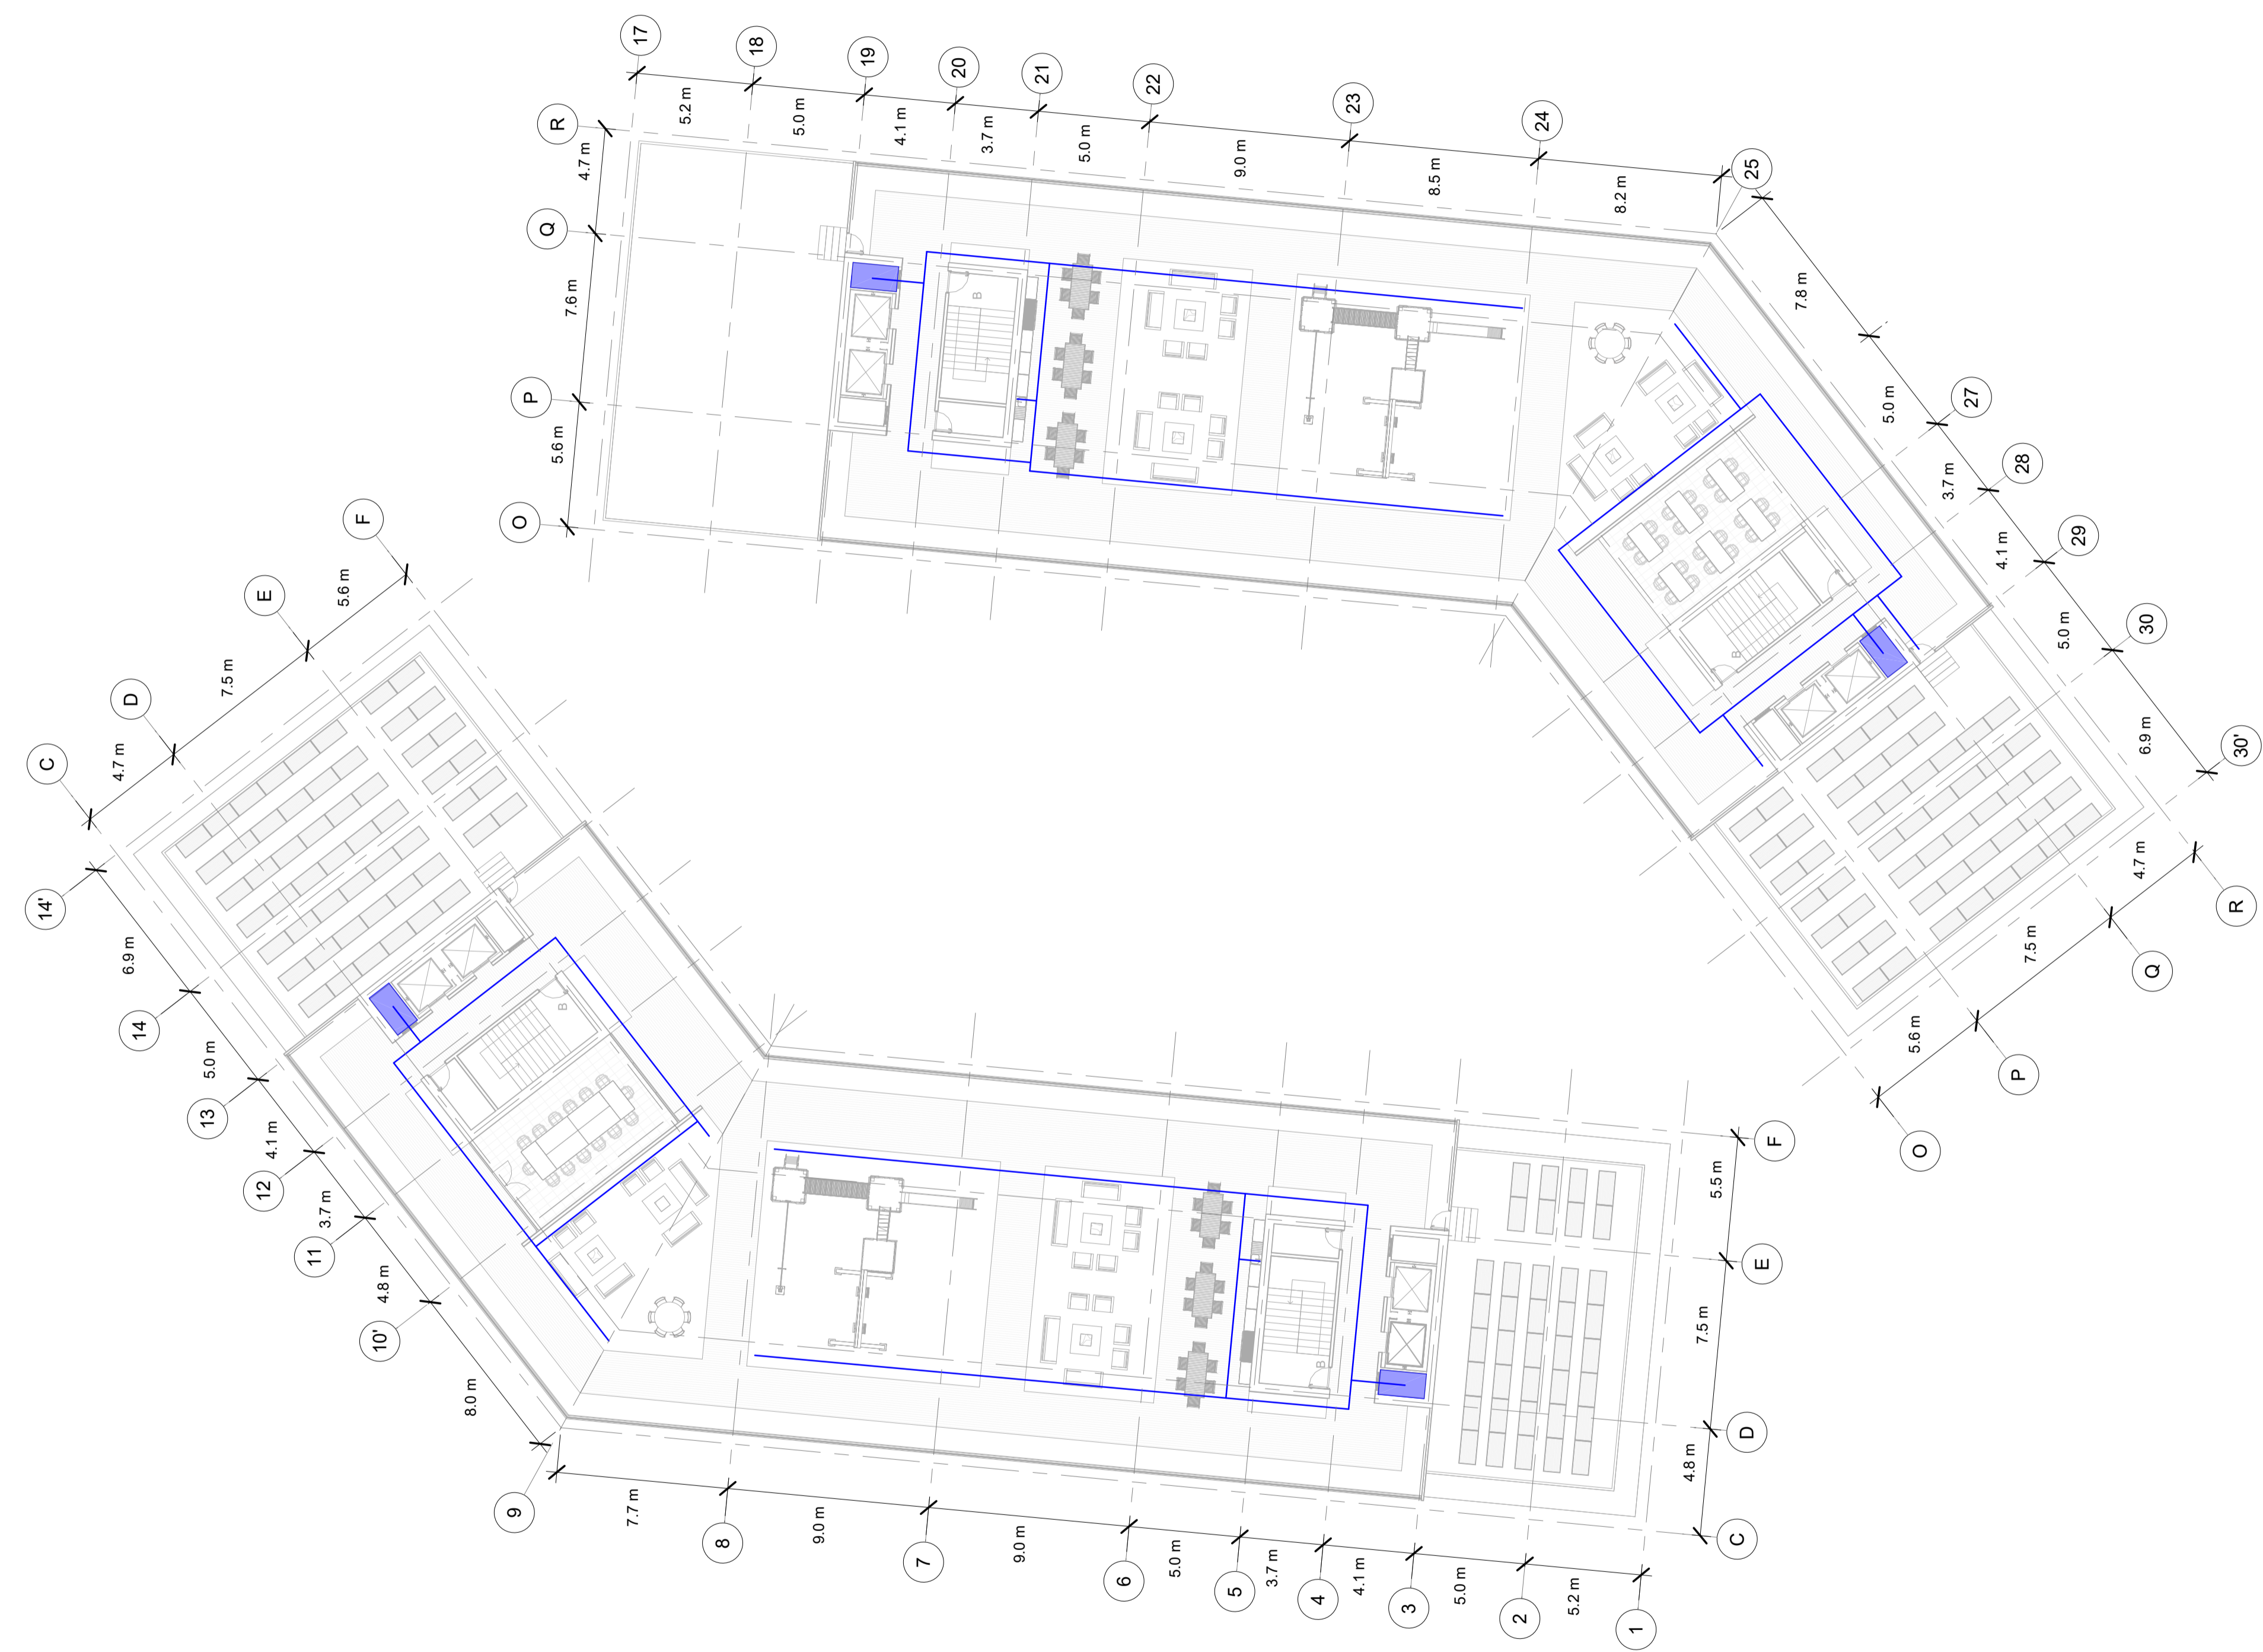 17
18
19
20
21
22
23
24
25
5.2 m
5.0 m
4.1 m
3.7 m
5.0 m
9.0 m
8.5 m
8.2 m
R
Q
P
O
4.7 m
7.6 m
5.6 m
B
7.8 m
5.0 m
3.7 m
4.1 m
5.0 m
6.9 m
27
28
29
30
30'
B
4.7 m
7.5 m
5.6 m
R
Q
P
O
F
E
D
C
5.6 m
7.5 m
4.7 m
14'
14
13
12
11
10'
9
6.9 m
5.0 m
4.1 m
3.7 m
4.8 m
8.0 m
B
7.7 m
9.0 m
9.0 m
5.0 m
3.7 m
4.1 m
5.0 m
5.2 m
8
7
6
5
4
3
2
1
B
5.5 m
7.5 m
4.8 m
F
E
D
C